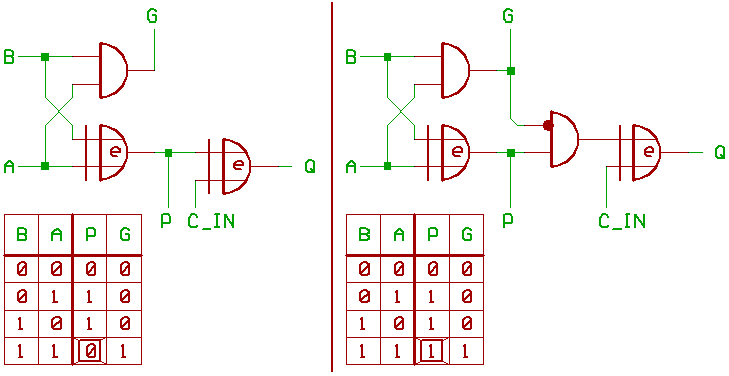 G G
B B
e e e e
A A
Q Q
P C_IN P C_IN
B A P G B A P G
0 0 0 0 0 0 0 0
0 1 1 0 0 1 1 0
1 0 1 0 1 0 1 0
1 1 0 1 1 1 1 1